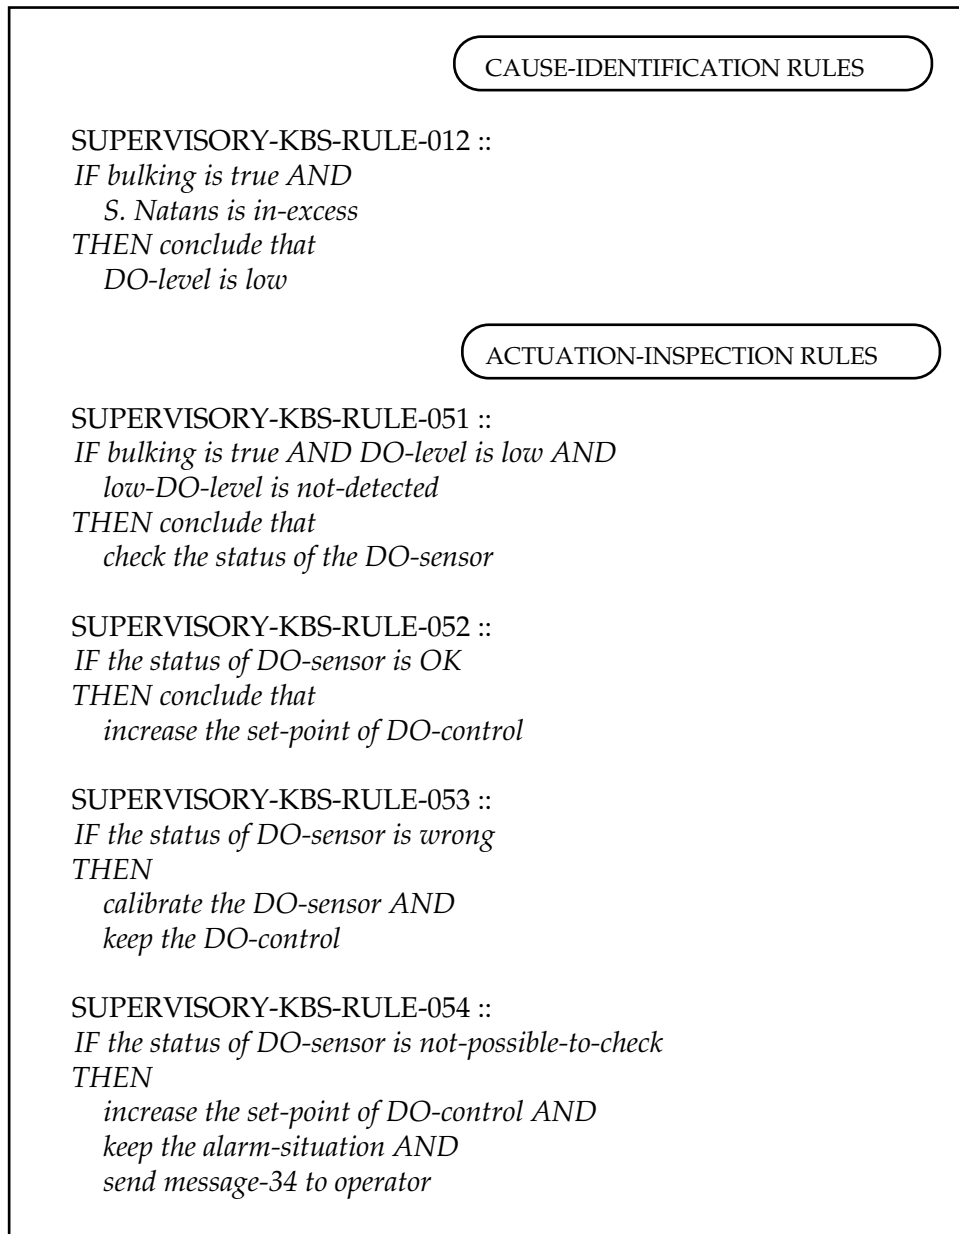 CAUSE-IDENTIFICATION RULES
SUPERVISORY-KBS-RULE-012 ::
IF bulking is true AND
S. Natans is in-excess
THEN conclude that
DO-level is low
ACTUATION-INSPECTION RULES
SUPERVISORY-KBS-RULE-051 ::
IF bulking is true AND DO-level is low AND
low-DO-level is not-detected
THEN conclude that
check the status of the DO-sensor
SUPERVISORY-KBS-RULE-052 ::
IF the status of DO-sensor is OK
THEN conclude that
increase the set-point of DO-control
SUPERVISORY-KBS-RULE-053 ::
IF the status of DO-sensor is wrong
THEN
calibrate the DO-sensor AND
keep the DO-control
SUPERVISORY-KBS-RULE-054 ::
IF the status of DO-sensor is not-possible-to-check
THEN
increase the set-point of DO-control AND
keep the alarm-situation AND
send message-34 to operator